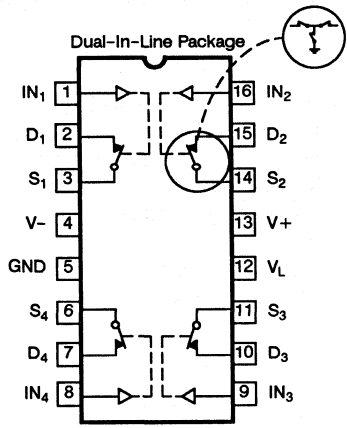 Dual-In-Line Package
IN1 1 16 IN2
D1 2 15 D2
S1 3 14 S2
V- 4 13 V+
GND 5 12 VL
S4 6 11 S3
D4 7 10 D3
IN4 8 9 IN3